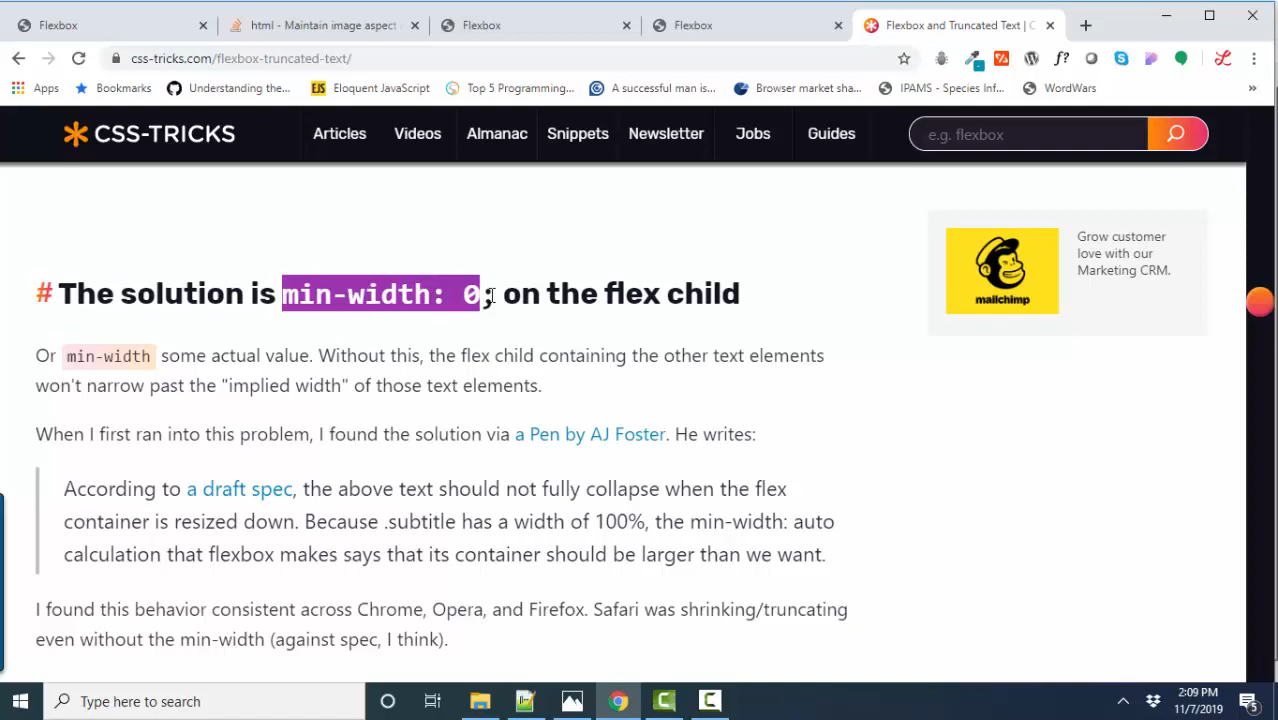 Flexbox
html - Maintain image aspect
Flexbox
Flexbox
Flexbox and Truncated Text | C
css-tricks.com/flexbox-truncated-text/
f?
Apps
Bookmarks
Understanding the...
EJS
Eloquent JavaScript
Top 5 Programming...
A successful man is...
Browser market sha...
IPAMS - Species Inf...
WordWars
»
CSS-TRICKS
Articles
Videos
Almanac
Snippets
Newsletter
Jobs
Guides
e.g. flexbox
# The solution is min-width: 0; on the flex child
Or min-width some actual value. Without this, the flex child containing the other text elements
won't narrow past the "implied width" of those text elements.
When I first ran into this problem, I found the solution via a Pen by AJ Foster. He writes:
According to a draft spec, the above text should not fully collapse when the flex
container is resized down. Because .subtitle has a width of 100%, the min-width: auto
calculation that flexbox makes says that its container should be larger than we want.
I found this behavior consistent across Chrome, Opera, and Firefox. Safari was shrinking/truncating
even without the min-width (against spec, I think).
mailchimp
Grow customer
love with our
Marketing CRM.
Type here to search
2:09 PM
11/7/2019
5